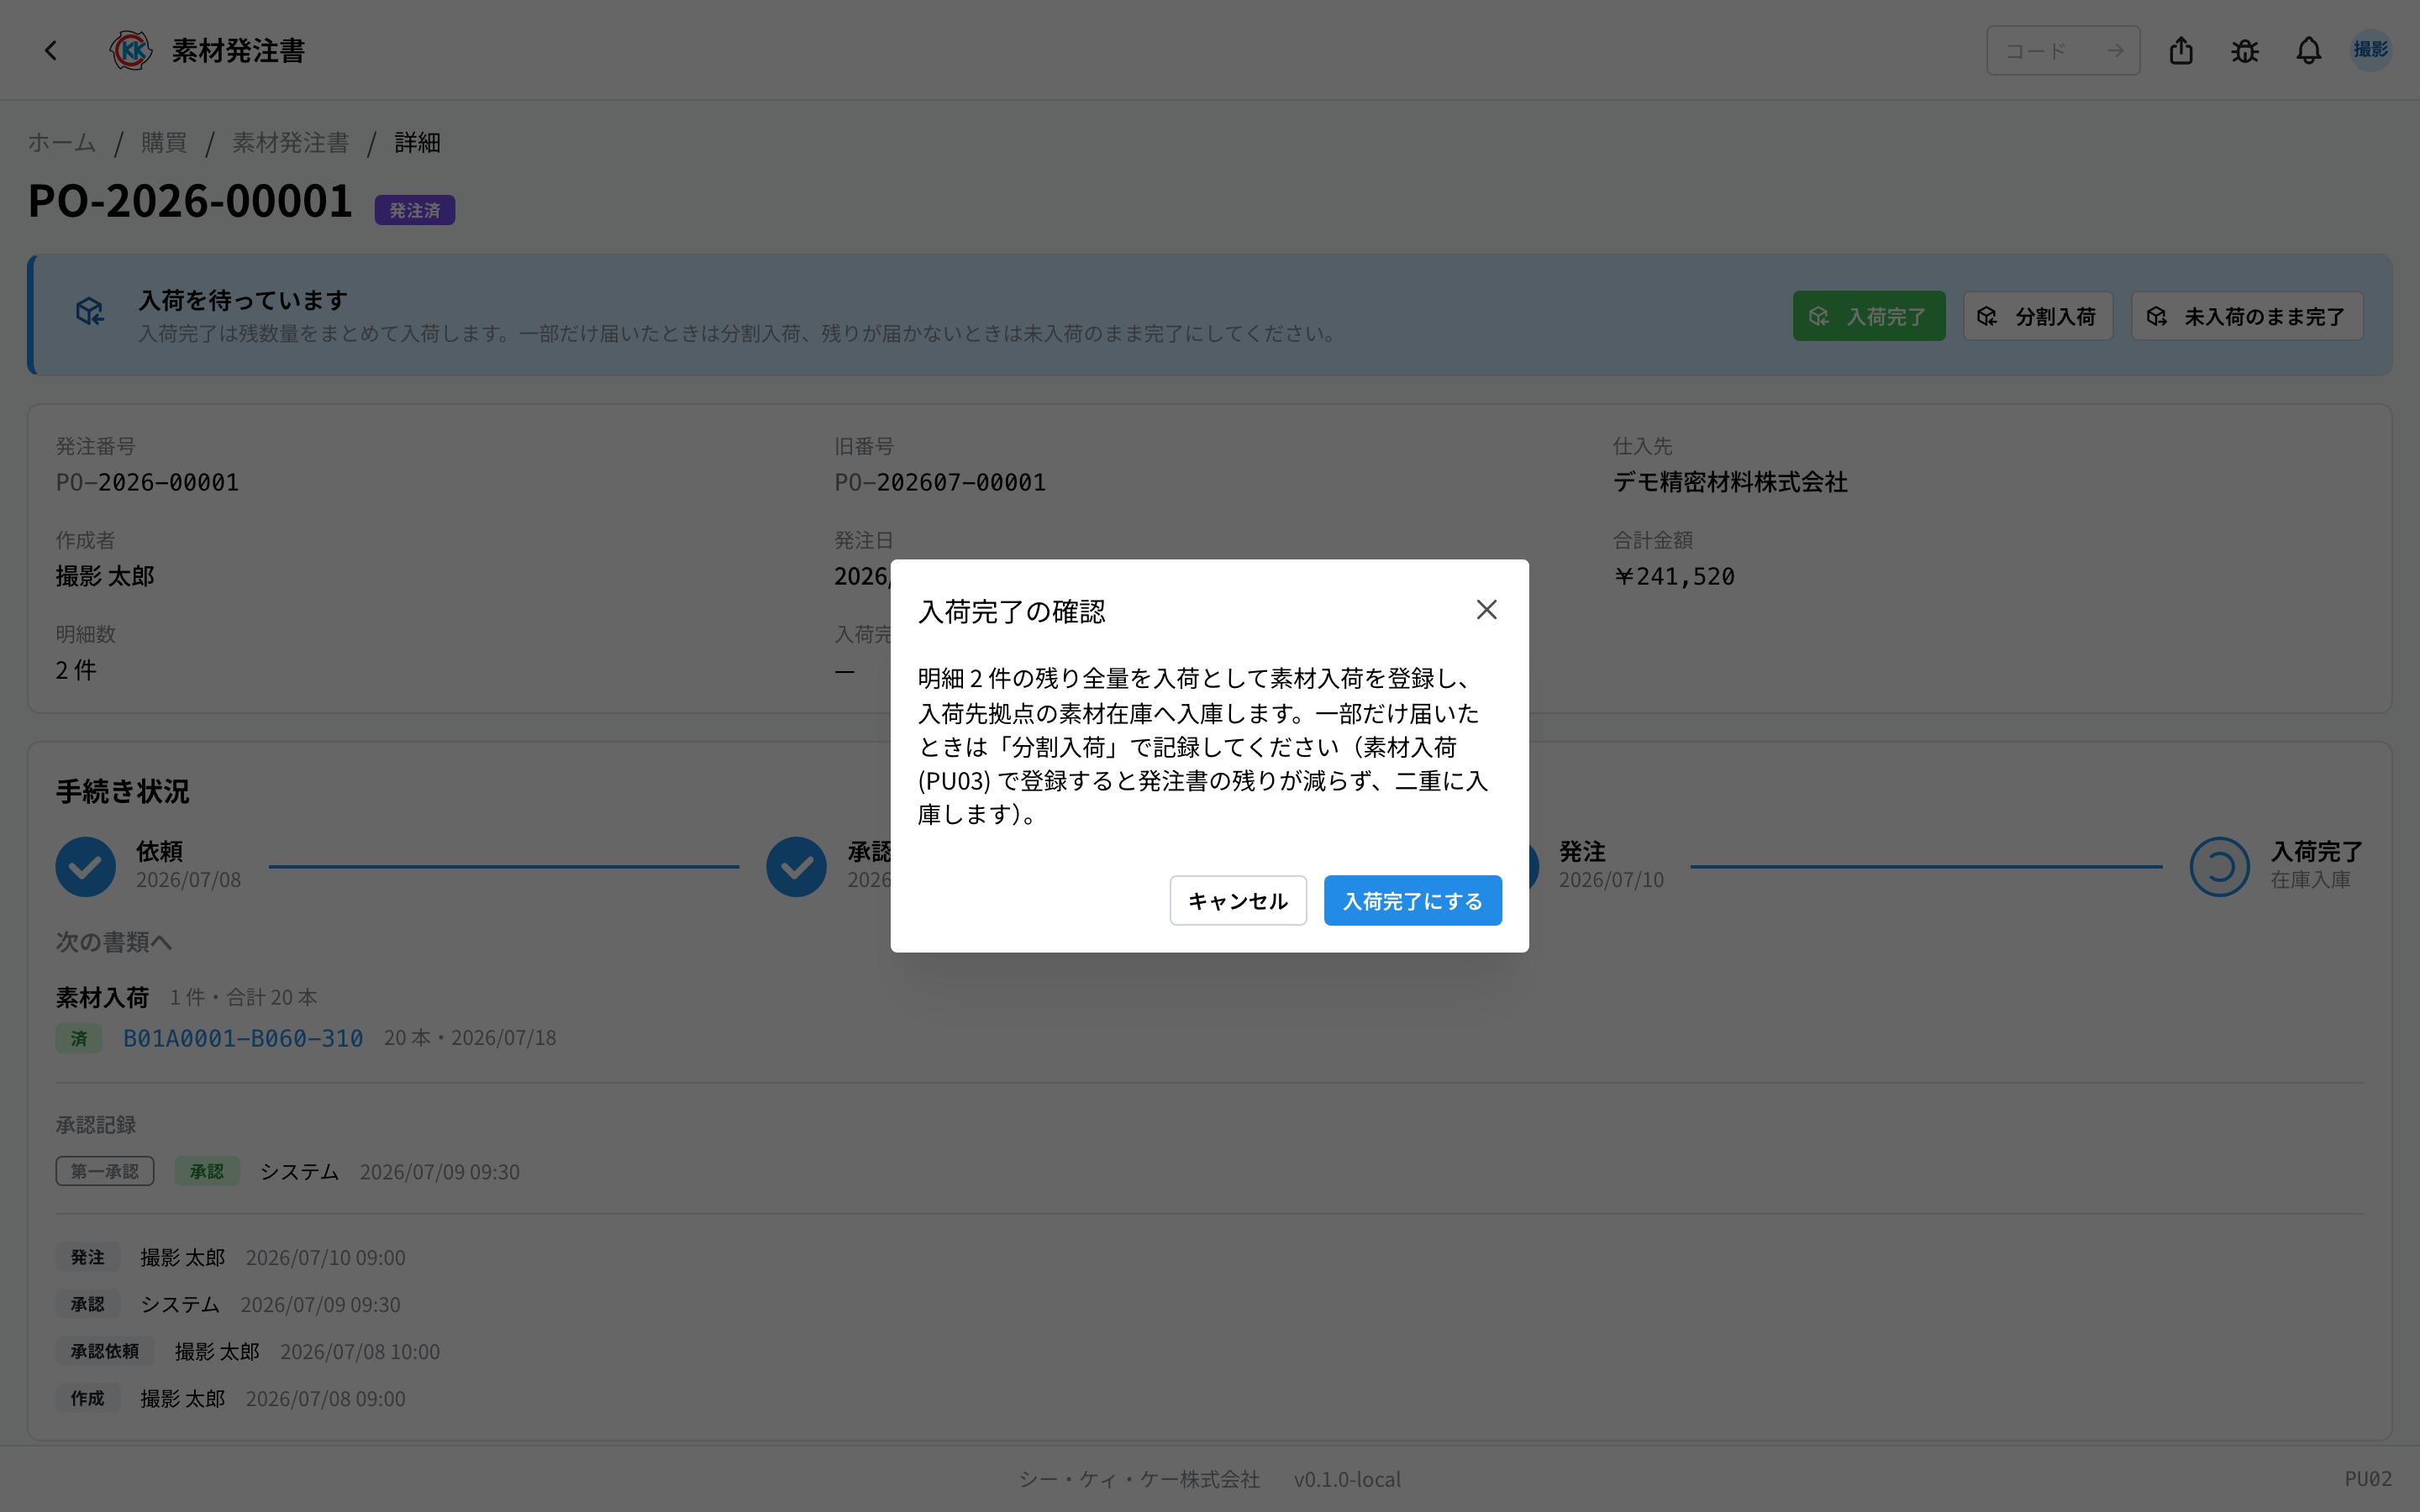 素材発注書
コード
撮影
ホーム / 購買 / 素材発注書 / 詳細
PO-2026-00001 発注済
入荷を待っています
入荷完了は残数量をまとめて入荷します。一部だけ届いたときは分割入荷、残りが届かないときは未入荷のまま完了にしてください。
入荷完了 分割入荷 未入荷のまま完了
発注番号 旧番号 仕入先
PO-2026-00001 PO-202607-00001 デモ精密材料株式会社
作成者 発注日 合計金額
撮影 太郎 2026/ ¥241,520
明細数 入荷完
2 件 —
入荷完了の確認
明細 2 件の残り全量を入荷として素材入荷を登録し、
入荷先拠点の素材在庫へ入庫します。一部だけ届いた
ときは「分割入荷」で記録してください（素材入荷
(PU03) で登録すると発注書の残りが減らず、二重に入
庫します）。
キャンセル 入荷完了にする
手続き状況
依頼 承認 発注 入荷完了
2026/07/08 2026 2026/07/10 在庫入庫
次の書類へ
素材入荷 1 件・合計 20 本
済 B01A0001-B060-310 20 本・2026/07/18
承認記録
第一承認 承認 システム 2026/07/09 09:30
発注 撮影 太郎 2026/07/10 09:00
承認 システム 2026/07/09 09:30
承認依頼 撮影 太郎 2026/07/08 10:00
作成 撮影 太郎 2026/07/08 09:00
シー・ケィ・ケー株式会社 v0.1.0-local PU02